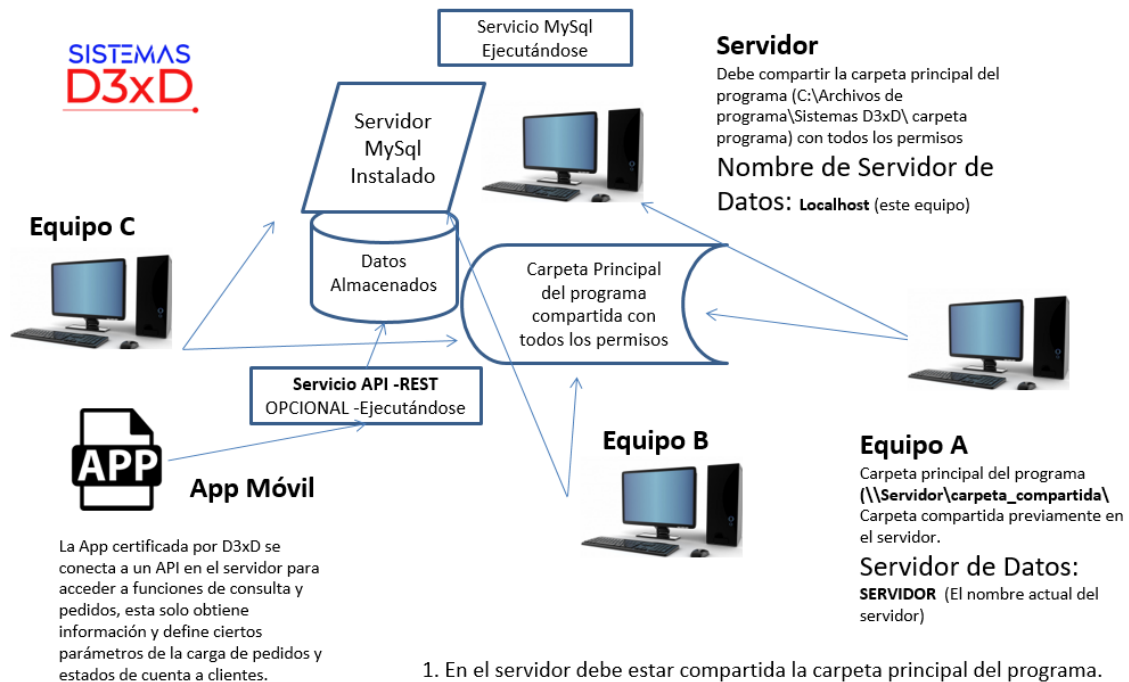 SISTEMAS
D3xD
Servicio MySql
Ejecutándose
Servidor
Debe compartir la carpeta principal del
programa (C:\Archivos de
programa\Sistemas D3xD\ carpeta
programa) con todos los permisos
Nombre de Servidor de
Datos: Localhost (este equipo)
Servidor
MySql
Instalado
Equipo C
Datos
Almacenados
Carpeta Principal
del programa
compartida con
todos los permisos
Servicio API -REST
OPCIONAL -Ejecutándose
APP
App Móvil
La App certificada por D3xD se
conecta a un API en el servidor para
acceder a funciones de consulta y
pedidos, esta solo obtiene
información y define ciertos
parámetros de la carga de pedidos y
estados de cuenta a clientes.
Equipo B
Equipo A
Carpeta principal del programa
(\\Servidor\carpeta_compartida\
Carpeta compartida previamente en
el servidor.
Servidor de Datos:
SERVIDOR (El nombre actual del
servidor)
1. En el servidor debe estar compartida la carpeta principal del programa.